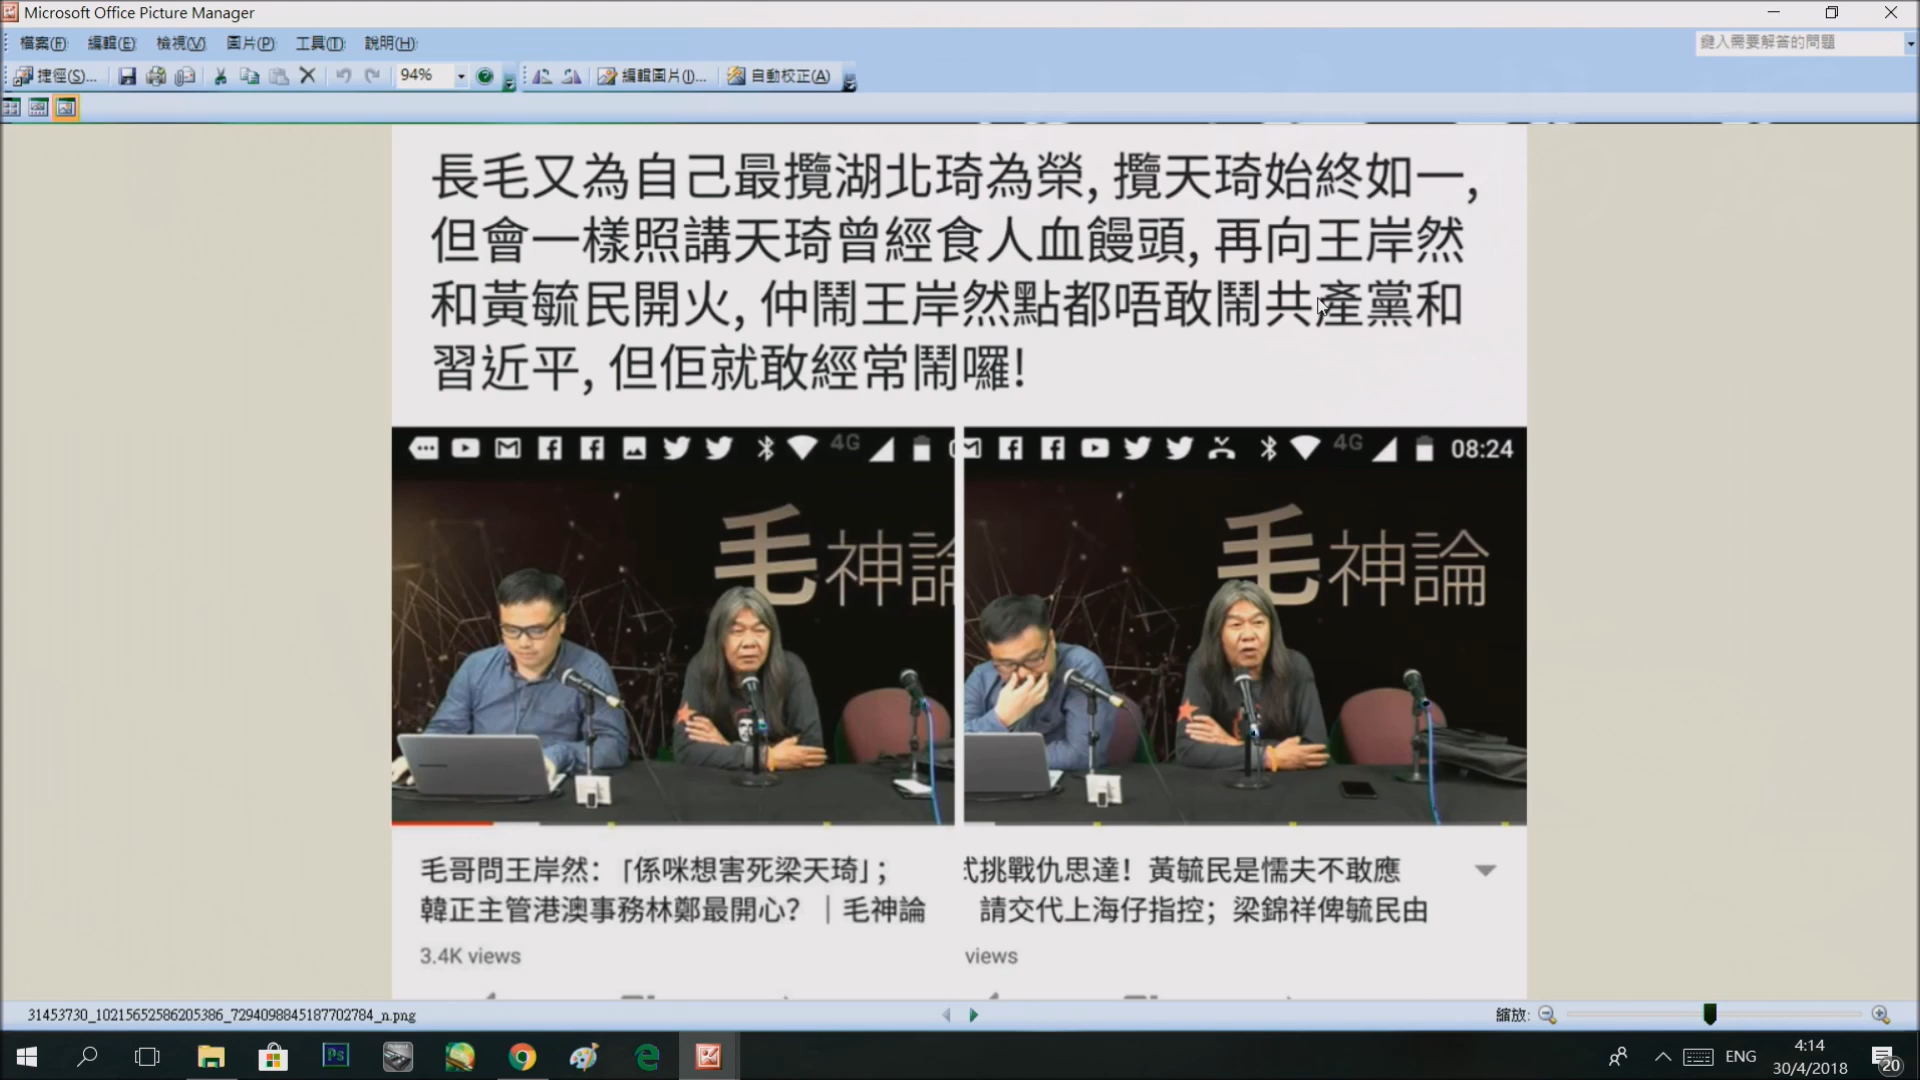 Microsoft Office Picture Manager
檔案(F) 編輯(E) 檢視(V) 圖片(P) 工具(T) 說明(H)
鍵入需要解答的問題
捷徑(S)... 94% 編輯圖片(I)... 自動校正(A)
長毛又為自己最攬湖北琦為榮, 攬天琦始終如一,
但會一樣照講天琦曾經食人血饅頭, 再向王岸然
和黃毓民開火, 仲鬧王岸然點都唔敢鬧共產黨和
習近平, 但佢就敢經常鬧囉!
4G
4G 08:24
毛神論
毛神論
毛哥問王岸然：「係咪想害死梁天琦」；
韓正主管港澳事務林鄭最開心？｜毛神論
3.4K views
式挑戰仇思達！黃毓民是懦夫不敢應
請交代上海仔指控；梁錦祥俾毓民由
views
31453730_10215652586205386_7294098845187702784_n.png
縮放:
Ps
ENG
4:14
30/4/2018
20